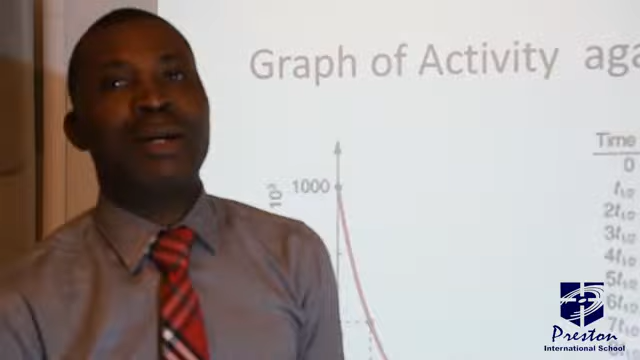 Graph of Activity aga
Time
0
1000
10³
t1/2
2t1/2
3t1/2
4t1/2
5t1/2
6t1/2
7t1/2
Preston
International School